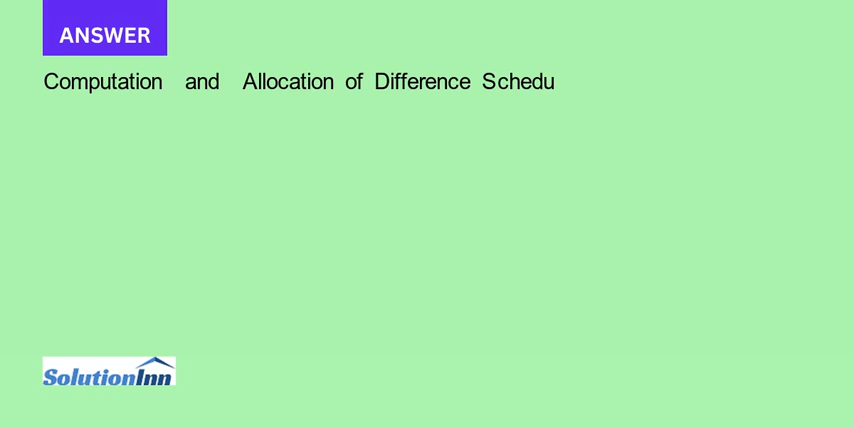 ANSWER
Computation and Allocation of Difference Schedu
SolutionInn